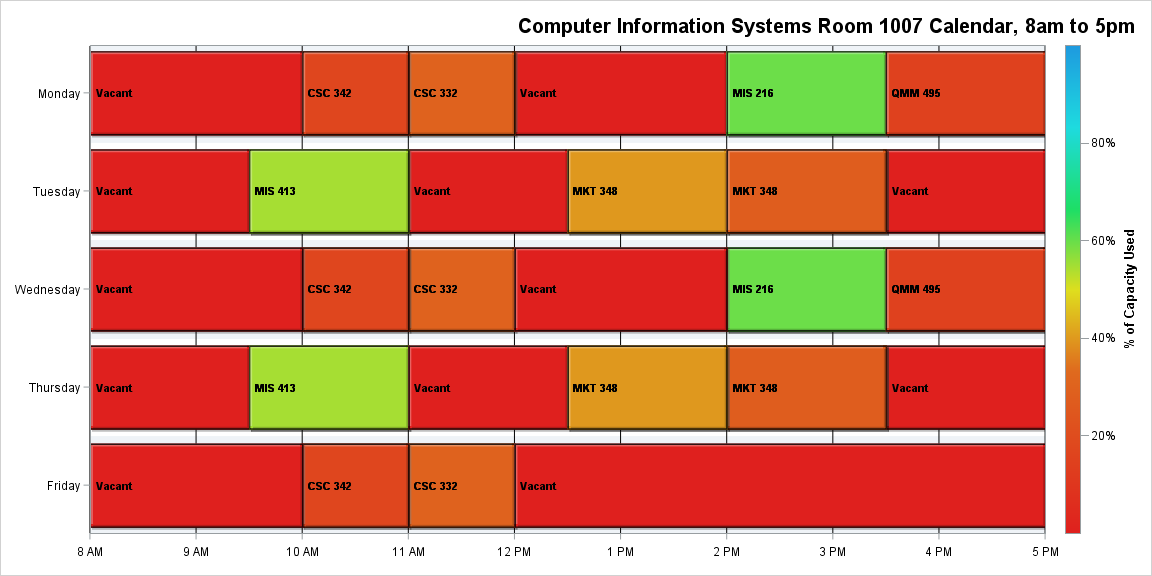 Computer Information Systems Room 1007 Calendar, 8am to 5pm
Monday
Vacant
CSC 342
CSC 332
Vacant
MIS 216
QMM 495
Tuesday
Vacant
MIS 413
Vacant
MKT 348
MKT 348
Vacant
Wednesday
Vacant
CSC 342
CSC 332
Vacant
MIS 216
QMM 495
Thursday
Vacant
MIS 413
Vacant
MKT 348
MKT 348
Vacant
Friday
Vacant
CSC 342
CSC 332
Vacant
8 AM
9 AM
10 AM
11 AM
12 PM
1 PM
2 PM
3 PM
4 PM
5 PM
80%
60%
40%
20%
% of Capacity Used